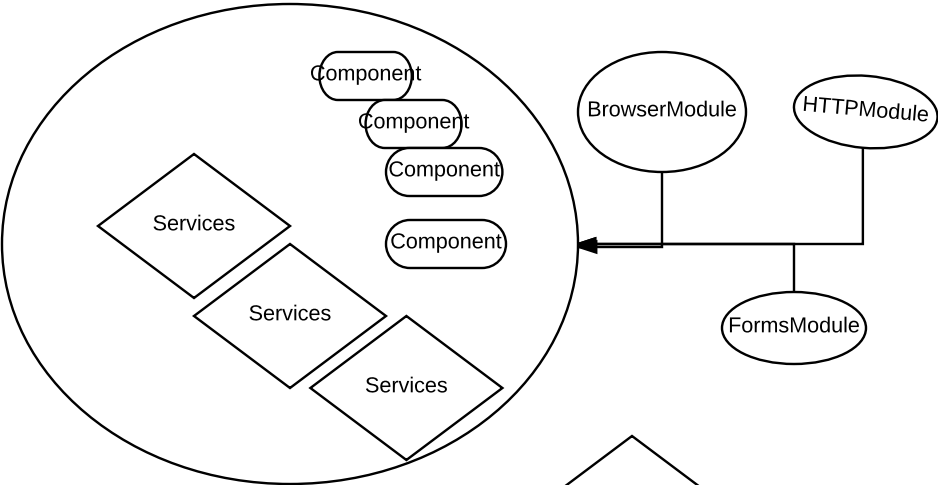 Component
Component
Component
Component
Services
Services
Services
BrowserModule
HTTPModule
FormsModule